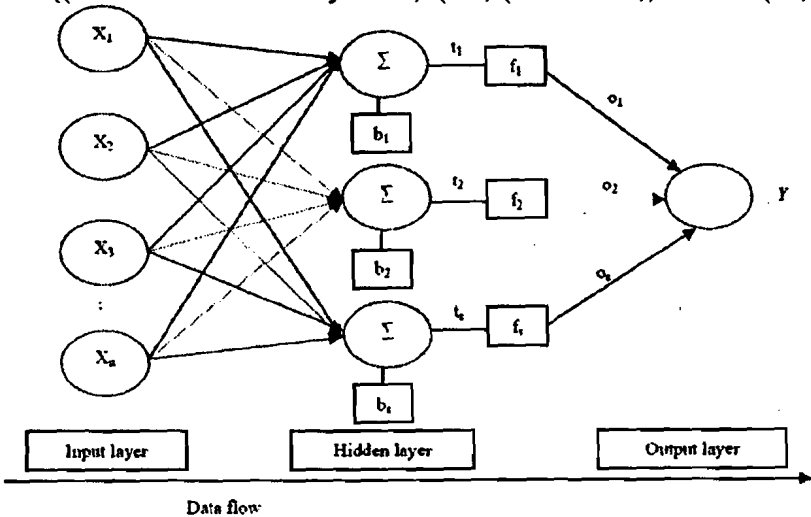 X1
Σ
t1
f1
o1
b1
X2
Σ
t2
f2
o2
Y
b2
X3
:
Σ
ts
fs
os
Xn
bs
Input layer
Hidden layer
Output layer
Data flow